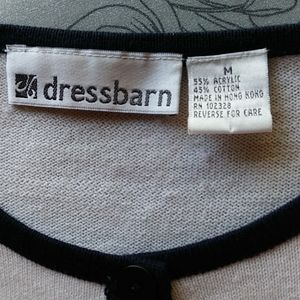 dressbarn
M
55% ACRYLIC
45% COTTON
MADE IN HONG KONG
RN 102328
REVERSE FOR CARE